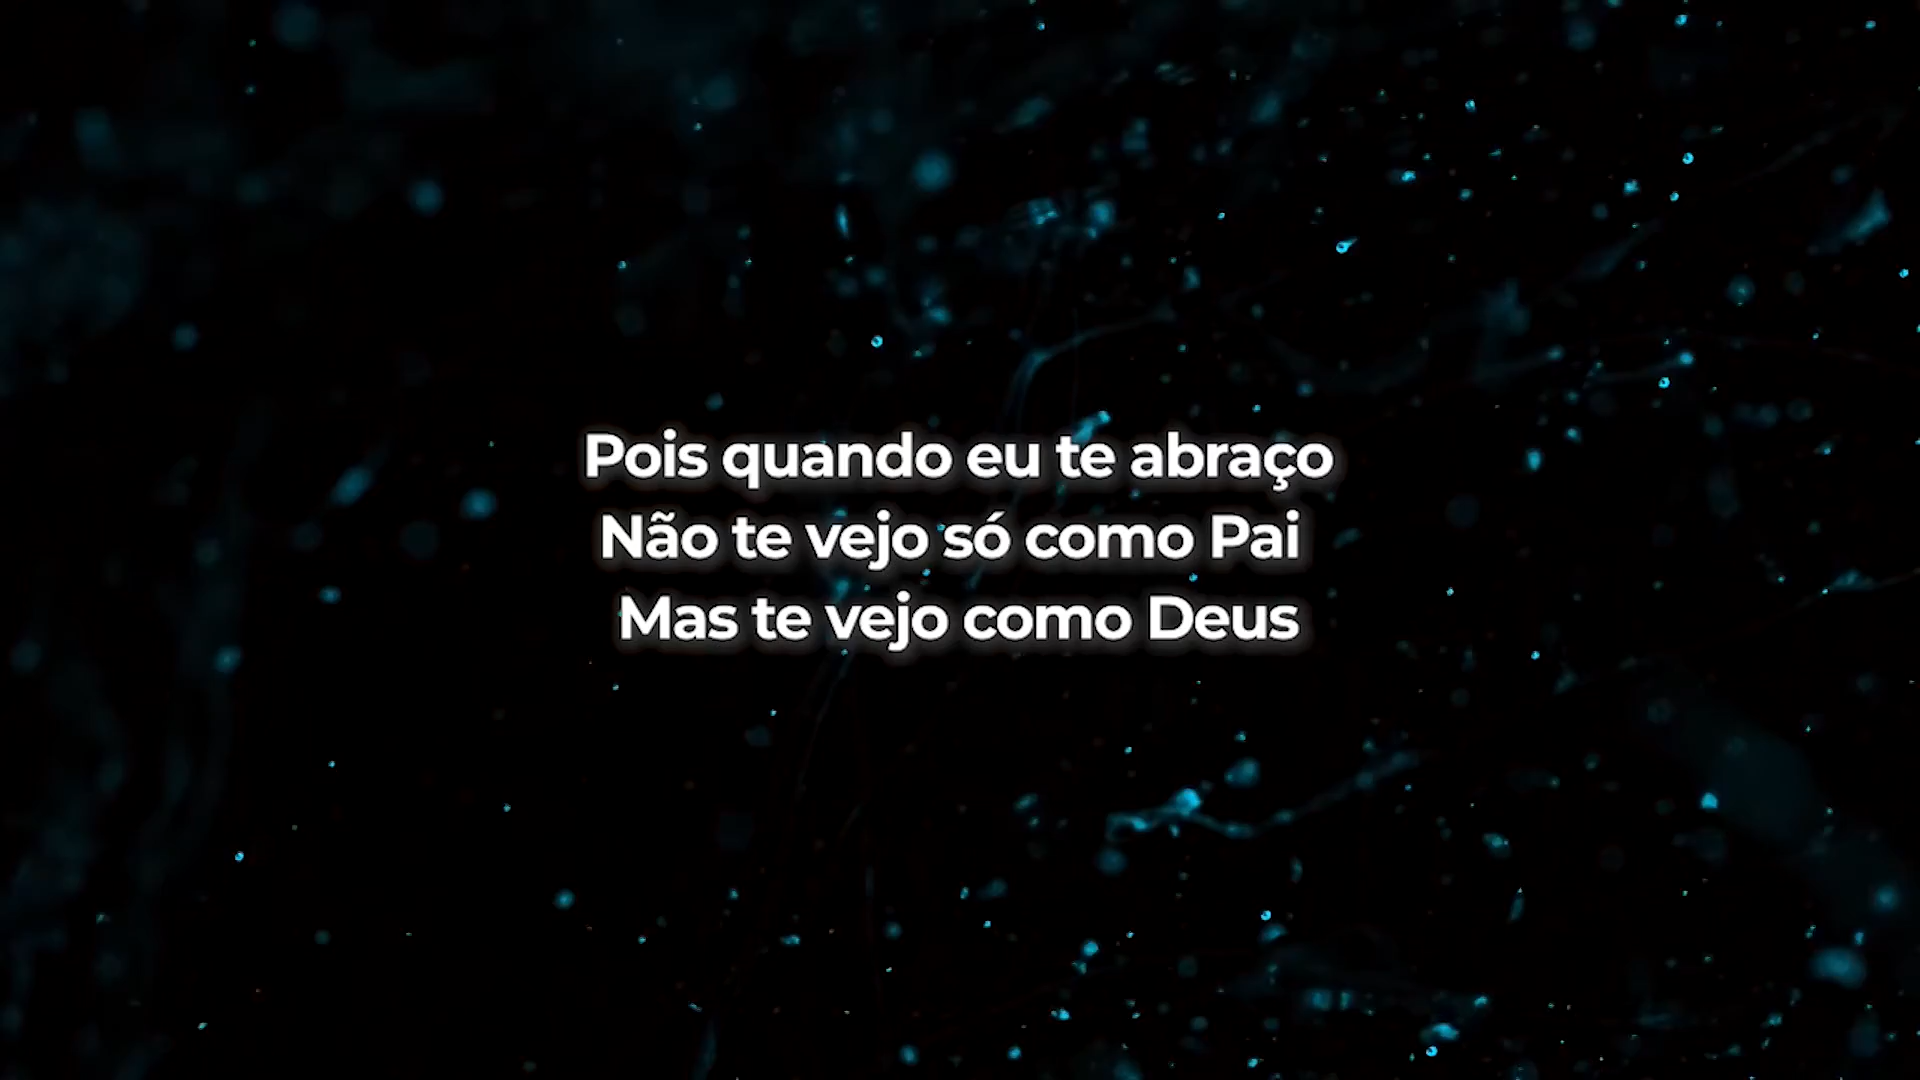 Pois quando eu te abraço
Não te vejo só como Pai
Mas te vejo como Deus